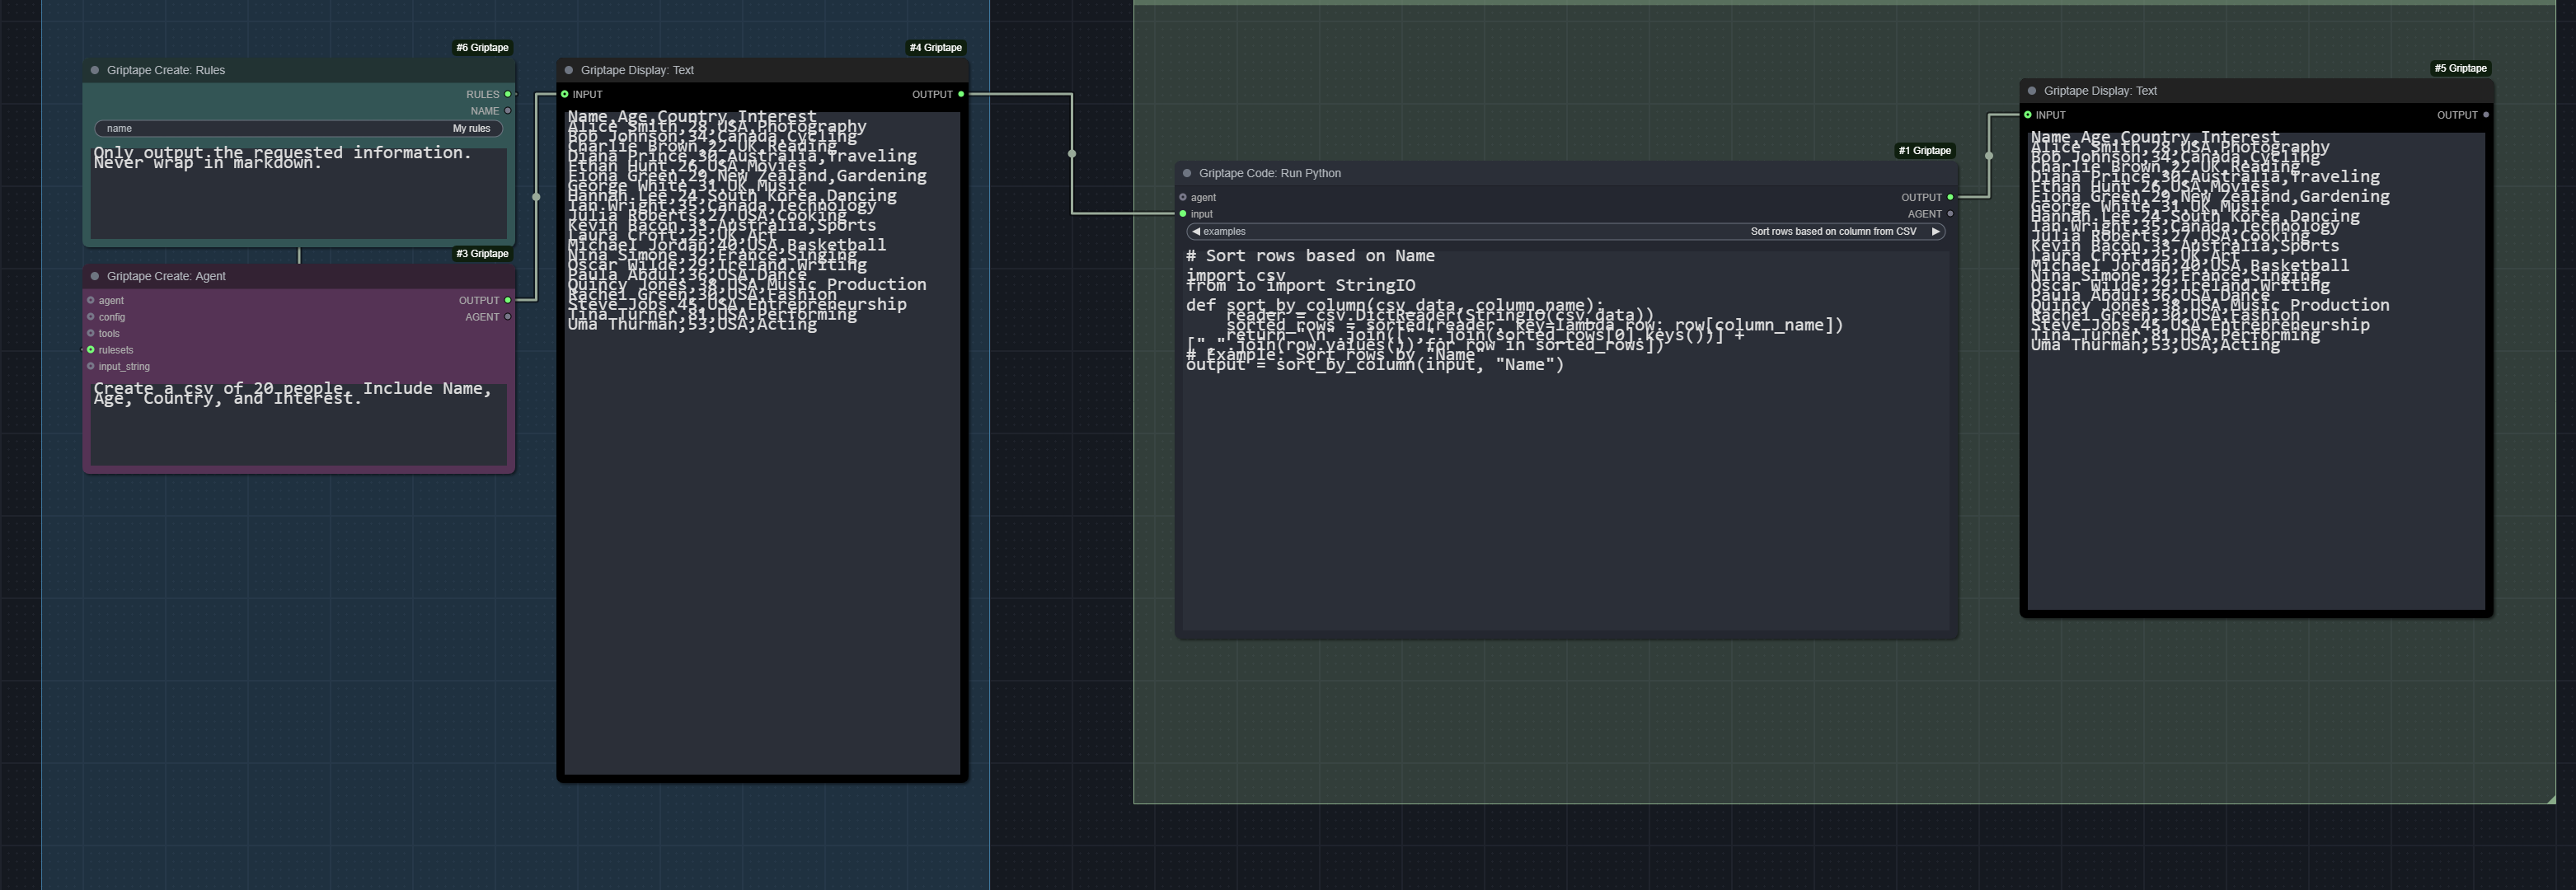 #6 Griptape
Griptape Create: Rules
RULES
NAME
name My rules
Only output the requested information.
Never wrap in markdown.
#3 Griptape
Griptape Create: Agent
agent OUTPUT
config AGENT
tools
rulesets
input_string
Create a csv of 20 people. Include Name,
Age, Country, and Interest.
#4 Griptape
Griptape Display: Text
INPUT OUTPUT
Name,Age,Country,Interest
Alice Smith,28,USA,Photography
Bob Johnson,34,Canada,Cycling
Charlie Brown,22,UK,Reading
Diana Prince,30,Australia,Traveling
Ethan Hunt,26,USA,Movies
Fiona Green,29,New Zealand,Gardening
George White,31,UK,Music
Hannah Lee,24,South Korea,Dancing
Ian Wright,35,Canada,Technology
Julia Roberts,27,USA,Cooking
Kevin Bacon,33,Australia,Sports
Laura Croft,25,UK,Art
Michael Jordan,40,USA,Basketball
Nina Simone,32,France,Singing
Oscar Wilde,29,Ireland,Writing
Paula Abdul,36,USA,Dance
Quincy Jones,38,USA,Music Production
Rachel Green,30,USA,Fashion
Steve Jobs,45,USA,Entrepreneurship
Tina Turner,81,USA,Performing
Uma Thurman,53,USA,Acting
#1 Griptape
Griptape Code: Run Python
agent OUTPUT
input AGENT
examples Sort rows based on column from CSV
# Sort rows based on Name
import csv
from io import StringIO
def sort_by_column(csv_data, column_name):
reader = csv.DictReader(StringIO(csv_data))
sorted_rows = sorted(reader, key=lambda row: row[column_name])
return "\n".join([",".join(sorted_rows[0].keys())] +
[",".join(row.values()) for row in sorted_rows])
# Example: Sort rows by "Name"
output = sort_by_column(input, "Name")
#5 Griptape
Griptape Display: Text
INPUT OUTPUT
Name,Age,Country,Interest
Alice Smith,28,USA,Photography
Bob Johnson,34,Canada,Cycling
Charlie Brown,22,UK,Reading
Diana Prince,30,Australia,Traveling
Ethan Hunt,26,USA,Movies
Fiona Green,29,New Zealand,Gardening
George White,31,UK,Music
Hannah Lee,24,South Korea,Dancing
Ian Wright,35,Canada,Technology
Julia Roberts,27,USA,Cooking
Kevin Bacon,33,Australia,Sports
Laura Croft,25,UK,Art
Michael Jordan,40,USA,Basketball
Nina Simone,32,France,Singing
Oscar Wilde,29,Ireland,Writing
Paula Abdul,36,USA,Dance
Quincy Jones,38,USA,Music Production
Rachel Green,30,USA,Fashion
Steve Jobs,45,USA,Entrepreneurship
Tina Turner,81,USA,Performing
Uma Thurman,53,USA,Acting